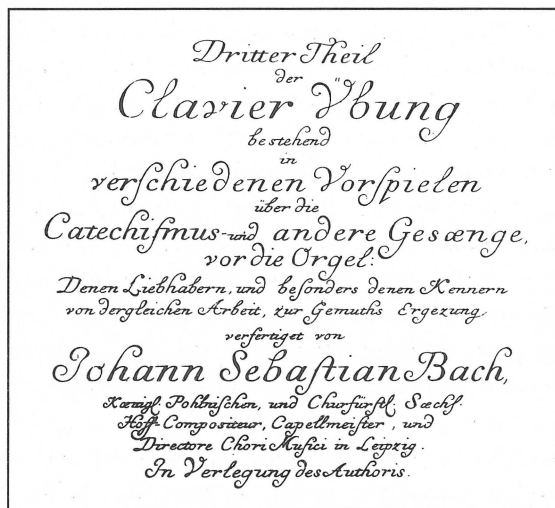 Dritter Theil
der
Clavier Übung
bestehend
in
verschiedenen Vorspielen
über die
Catechismus- und andere Gesænge,
vor die Orgel:
Denen Liebhabern, und besonders denen Kennern
von dergleichen Arbeit, zur Gemüths Ergezung
verfertiget von
Johann Sebastian Bach,
Kœnigl. Pohlnischen, und Churfürstl. Sæchs.
Hoff-Compositeur, Capellmeister, und
Directore Chori Musici in Leipzig.
In Verlegung des Authoris.